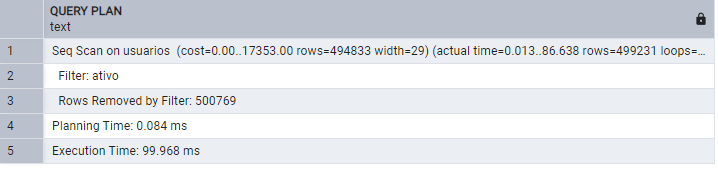 QUERY PLAN
text
1 Seq Scan on usuarios (cost=0.00..17353.00 rows=494833 width=29) (actual time=0.013..86.638 rows=499231 loops=...
2 Filter: ativo
3 Rows Removed by Filter: 500769
4 Planning Time: 0.084 ms
5 Execution Time: 99.968 ms